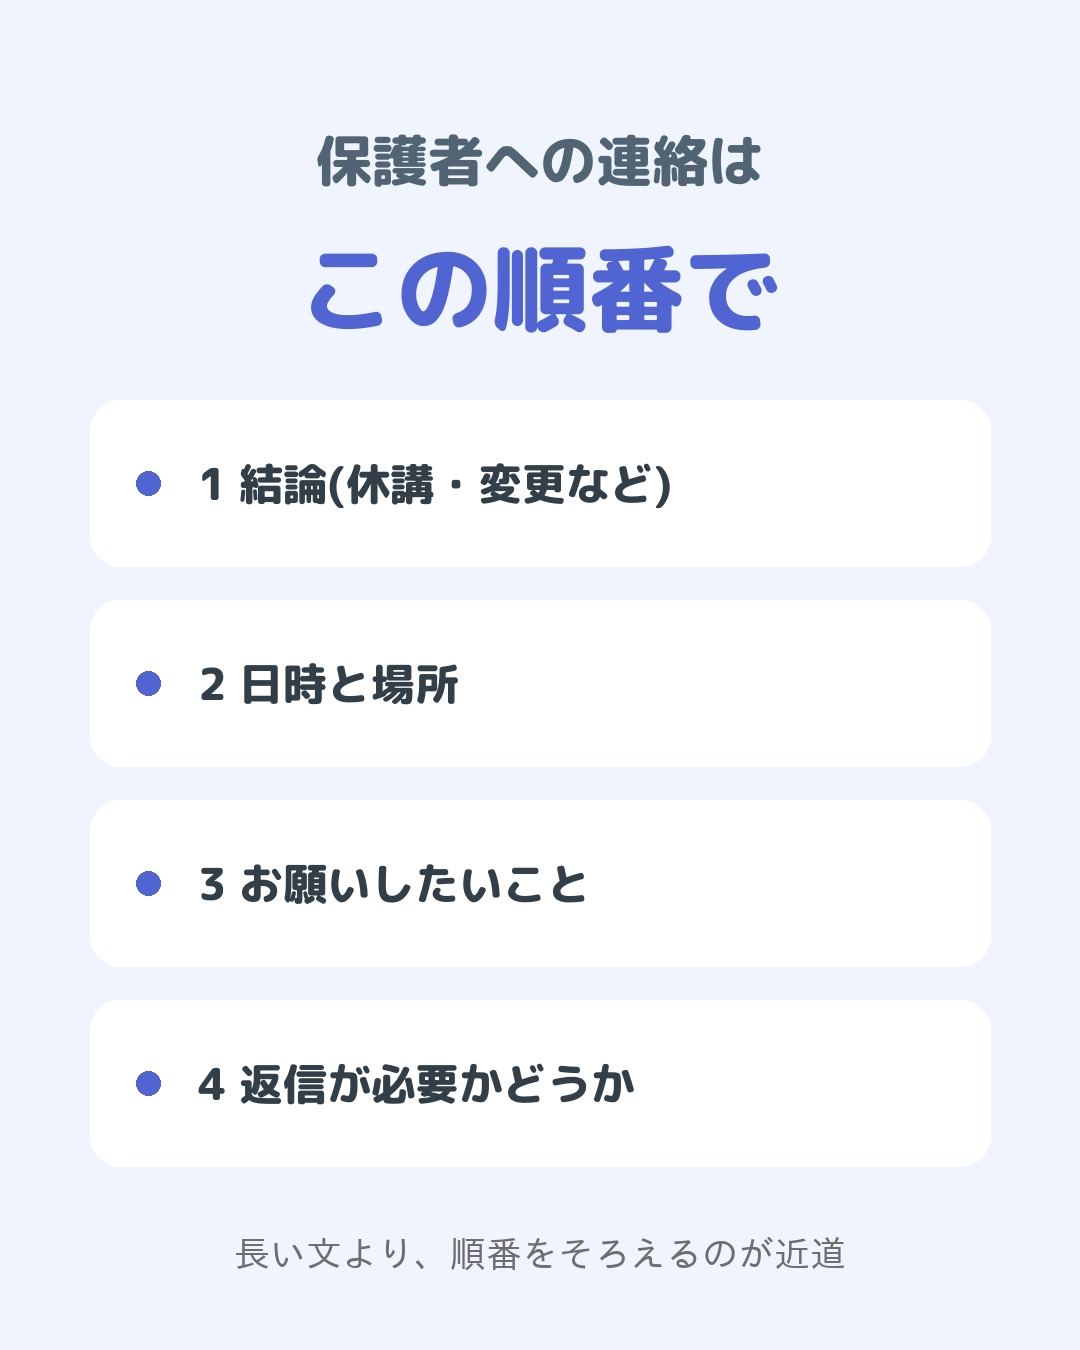 保護者への連絡は
この順番で
1 結論(休講・変更など)
2 日時と場所
3 お願いしたいこと
4 返信が必要かどうか
長い文より、順番をそろえるのが近道